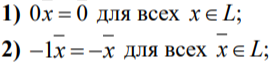 1) 0x = 0 для всех x ∈ L;
2) −1x̅ = −x̅ для всех x̅ ∈ L;